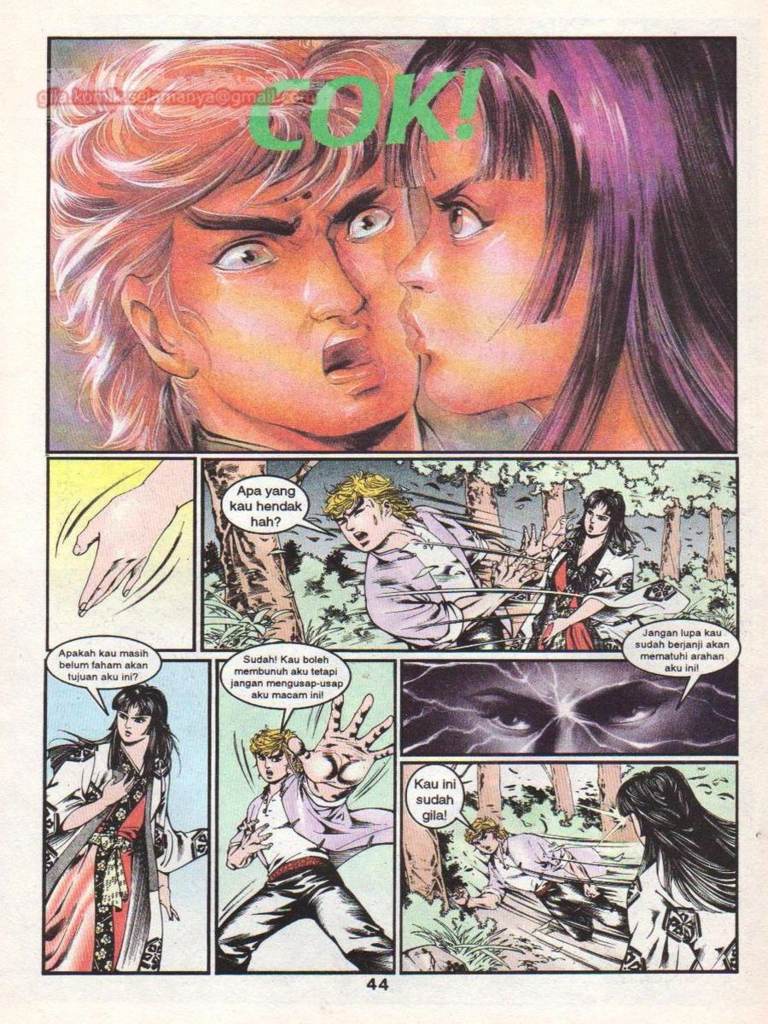 gila.komik.selamanya@gmail.com
COK!
Apa yang
kau hendak
hah?
Apakah kau masih
belum faham akan
tujuan aku ini?
Sudah! Kau boleh
membunuh aku tetapi
jangan mengusap-usap
aku macam ini!
Jangan lupa kau
sudah berjanji akan
mematuhi arahan
aku ini!
Kau ini
sudah
gila!
44